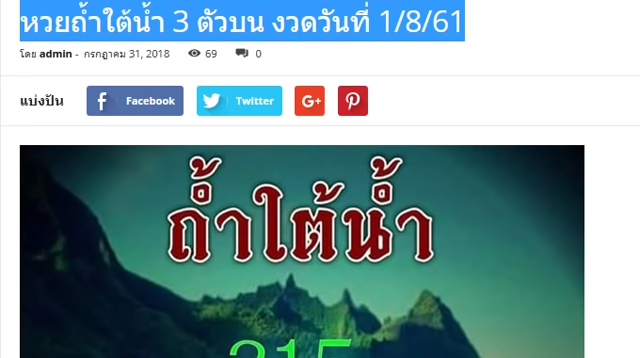 หวยถ้ำใต้น้ำ 3 ตัวบน งวดวันที่ 1/8/61
โดย admin - กรกฎาคม 31, 2018 69 0
แบ่งปัน Facebook Twitter G+
ถ้ำใต้น้ำ
315